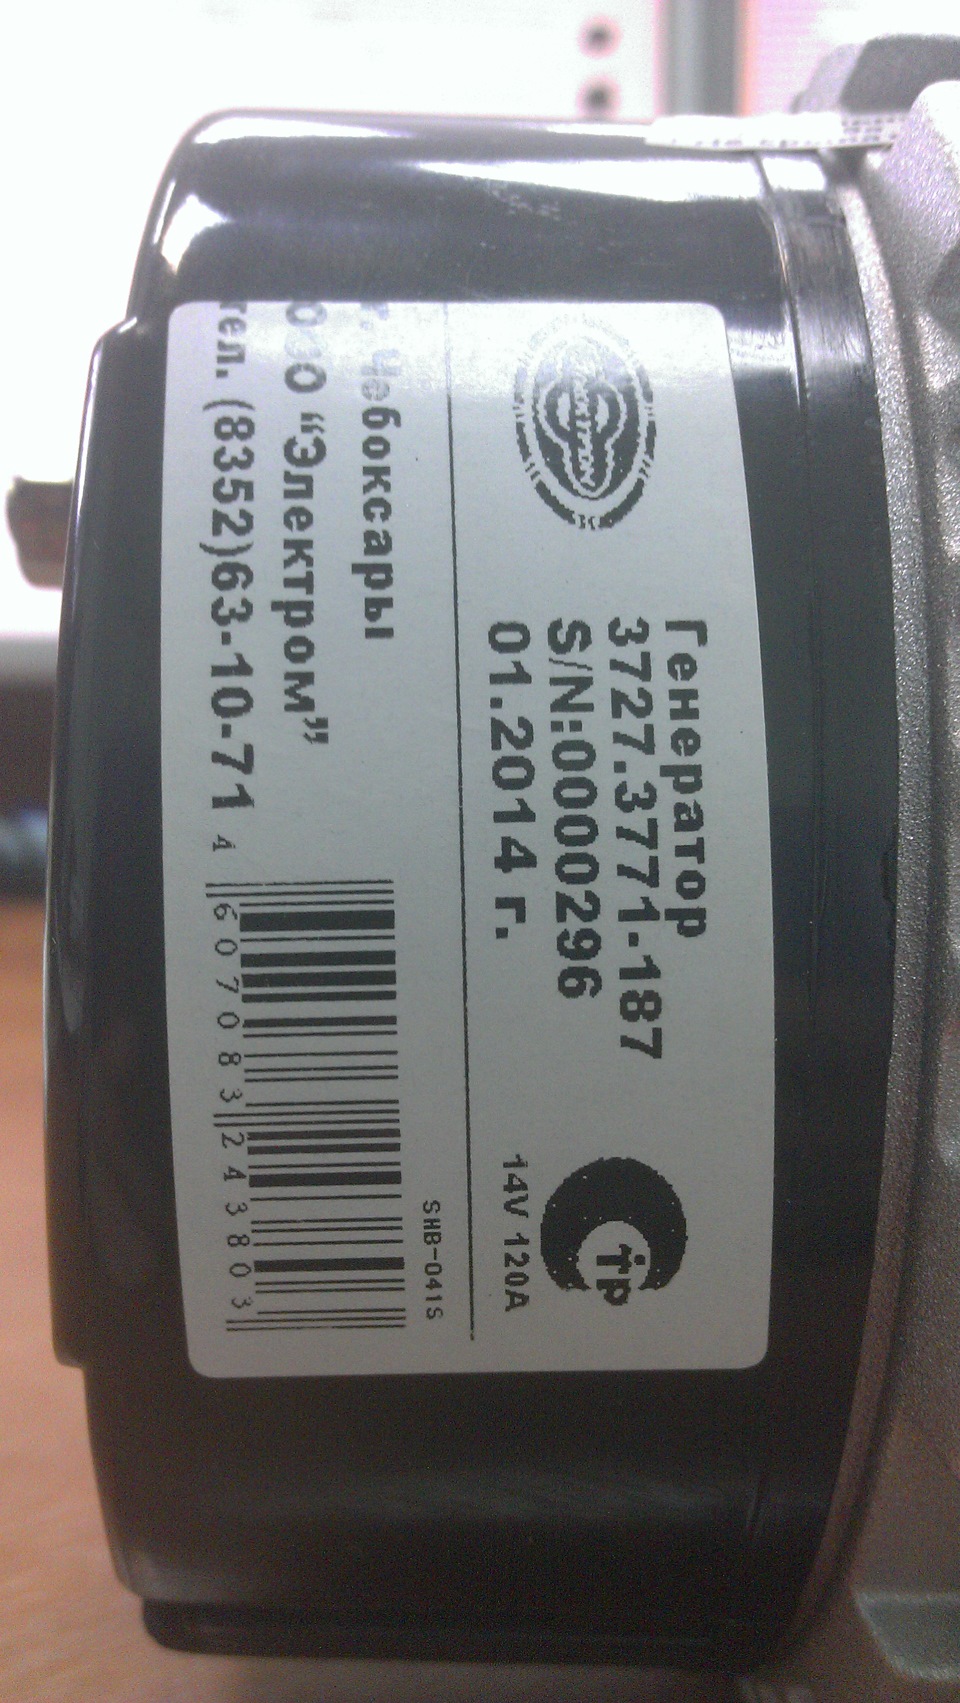 Генератор
3727.3771-187
S/N:0000296
01.2014 г.
тр
14V 120A
г. Чебоксары
ООО "Электром"
тел. (8352)63-10-71
SHB-041S
4 607083 243803